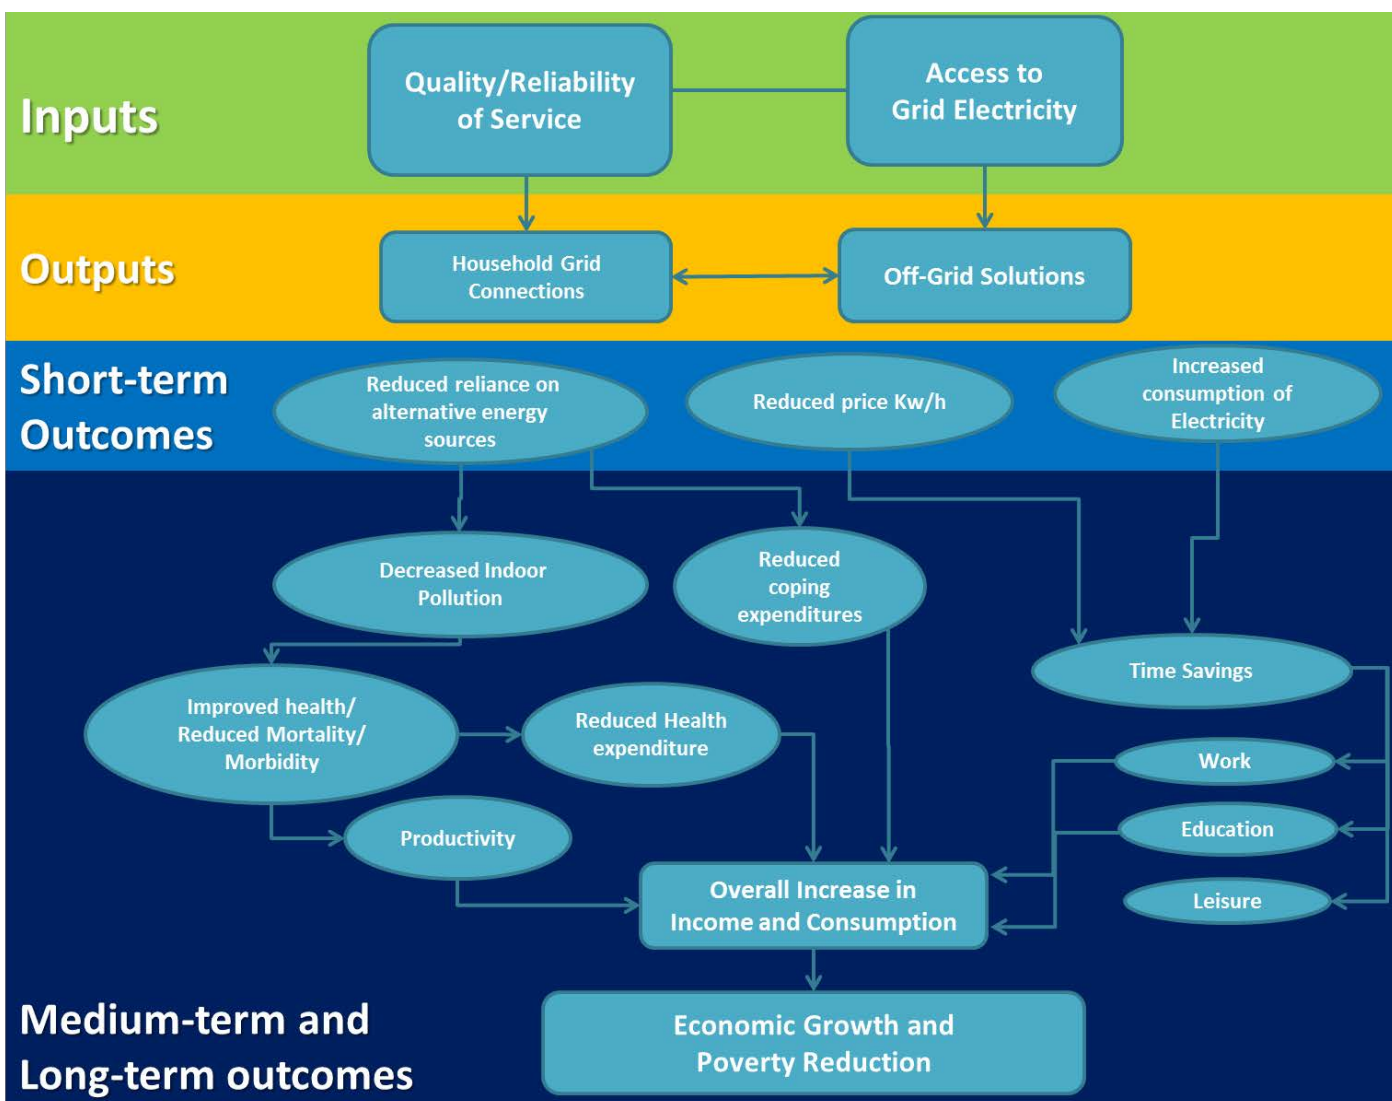 Inputs
Quality/Reliability
of Service
Access to
Grid Electricity
Outputs
Household Grid
Connections
Off-Grid Solutions
Short-term
Outcomes
Reduced reliance on
alternative energy
sources
Reduced price Kw/h
Increased
consumption of
Electricity
Decreased Indoor
Pollution
Reduced
coping
expenditures
Time Savings
Improved health/
Reduced Mortality/
Morbidity
Reduced Health
expenditure
Work
Productivity
Education
Overall Increase in
Income and Consumption
Leisure
Medium-term and
Long-term outcomes
Economic Growth and
Poverty Reduction